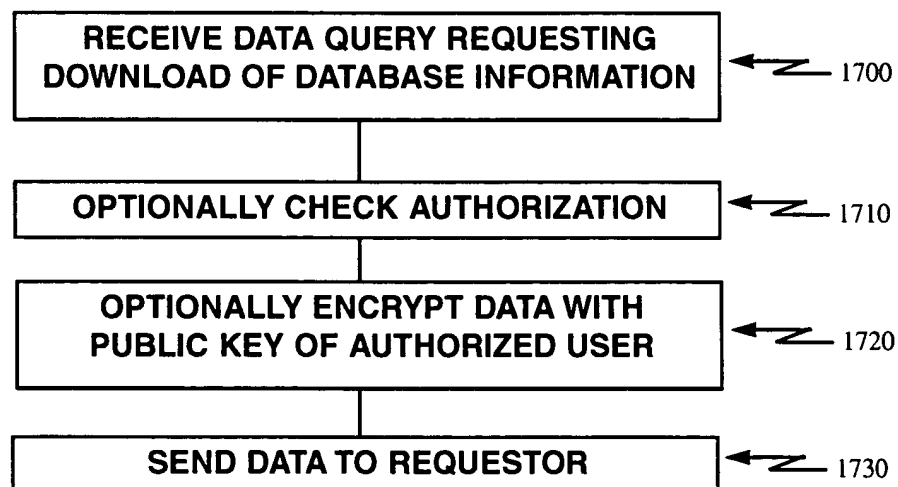 RECEIVE DATA QUERY REQUESTING
DOWNLOAD OF DATABASE INFORMATION
1700
OPTIONALLY CHECK AUTHORIZATION
1710
OPTIONALLY ENCRYPT DATA WITH
PUBLIC KEY OF AUTHORIZED USER
1720
SEND DATA TO REQUESTOR
1730